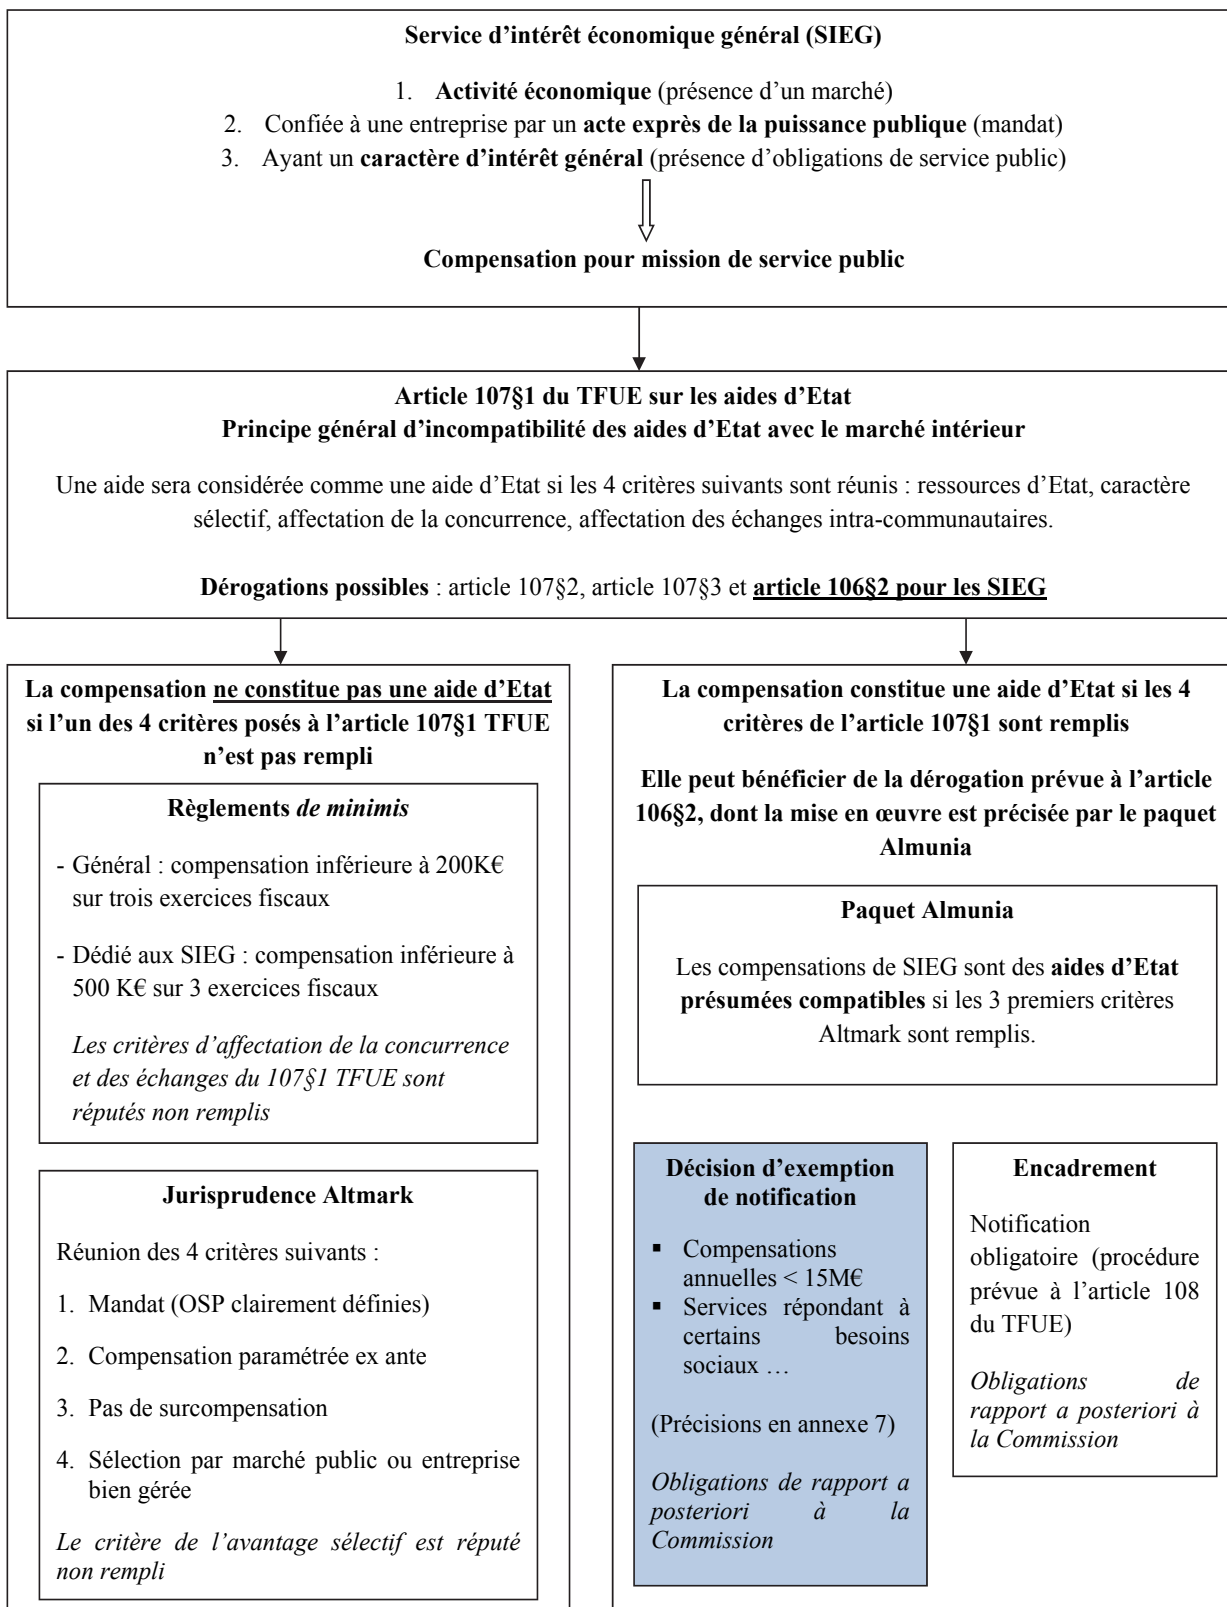 Service d’intérêt économique général (SIEG)
1. Activité économique (présence d’un marché)
2. Confiée à une entreprise par un acte exprès de la puissance publique (mandat)
3. Ayant un caractère d’intérêt général (présence d’obligations de service public)
Compensation pour mission de service public
Article 107§1 du TFUE sur les aides d’Etat
Principe général d’incompatibilité des aides d’Etat avec le marché intérieur
Une aide sera considérée comme une aide d’Etat si les 4 critères suivants sont réunis : ressources d’Etat, caractère
sélectif, affectation de la concurrence, affectation des échanges intra-communautaires.
Dérogations possibles : article 107§2, article 107§3 et article 106§2 pour les SIEG
La compensation ne constitue pas une aide d’Etat
si l’un des 4 critères posés à l’article 107§1 TFUE
n’est pas rempli
Règlements de minimis
- Général : compensation inférieure à 200K€
sur trois exercices fiscaux
- Dédié aux SIEG : compensation inférieure à
500 K€ sur 3 exercices fiscaux
Les critères d’affectation de la concurrence
et des échanges du 107§1 TFUE sont
réputés non remplis
Jurisprudence Altmark
Réunion des 4 critères suivants :
1. Mandat (OSP clairement définies)
2. Compensation paramétrée ex ante
3. Pas de surcompensation
4. Sélection par marché public ou entreprise
bien gérée
Le critère de l’avantage sélectif est réputé
non rempli
La compensation constitue une aide d’Etat si les 4
critères de l’article 107§1 sont remplis
Elle peut bénéficier de la dérogation prévue à l’article
106§2, dont la mise en œuvre est précisée par le paquet
Almunia
Paquet Almunia
Les compensations de SIEG sont des aides d’Etat
présumées compatibles si les 3 premiers critères
Altmark sont remplis.
Décision d’exemption
de notification
▪ Compensations
annuelles < 15M€
▪ Services répondant à
certains besoins
sociaux …
(Précisions en annexe 7)
Obligations de rapport a
posteriori à la
Commission
Encadrement
Notification
obligatoire (procédure
prévue à l’article 108
du TFUE)
Obligations de
rapport a posteriori à
la Commission